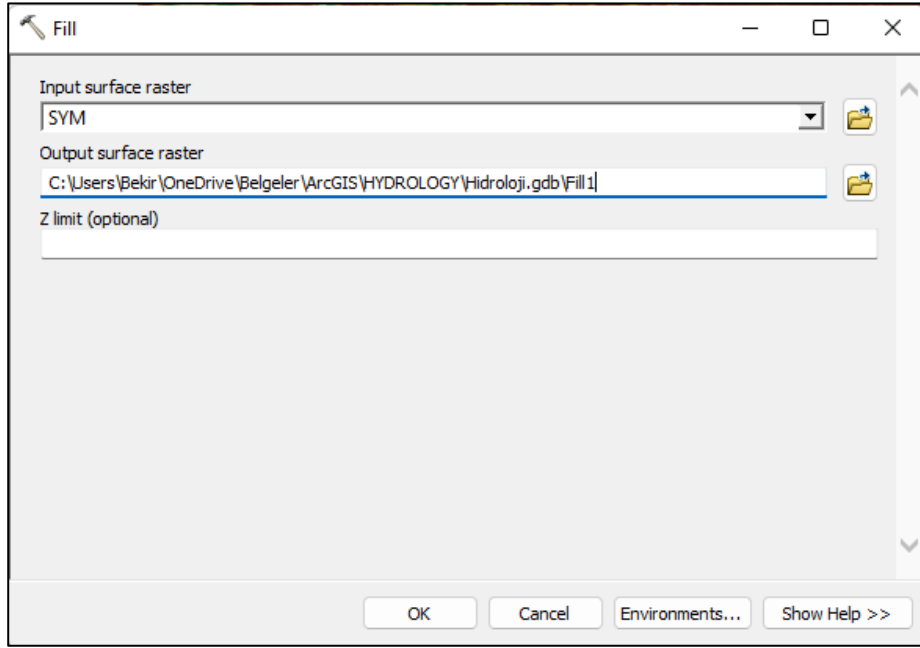 Fill
Input surface raster
SYM
Output surface raster
C:\Users\Bekir\OneDrive\Belgeler\ArcGIS\HYDROLOGY\Hidroloji.gdb\Fill1
Z limit (optional)
OK Cancel Environments... Show Help >>